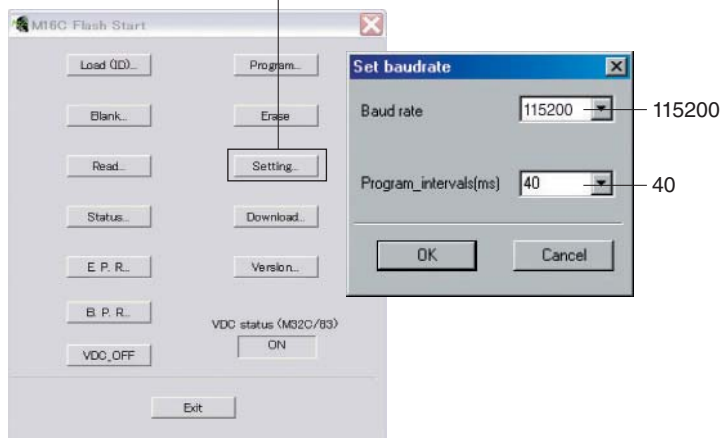 M16C Flash Start
Load (ID)...
Program...
Blank...
Erase
Read...
Setting...
Status...
Download...
E. P. R...
Version...
B. P. R...
VDC_OFF
VDC status (M32C/83)
ON
Exit
Set baudrate
Baud rate
115200
115200
Program_intervals(ms)
40
40
OK
Cancel